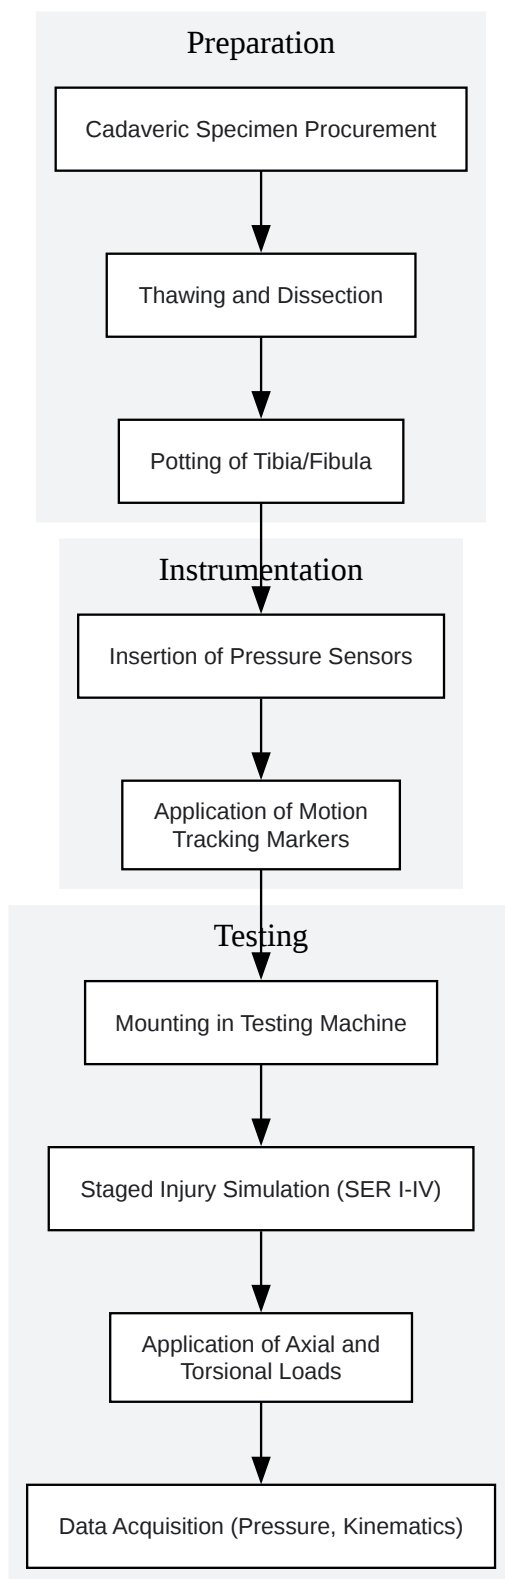 Preparation
Cadaveric Specimen Procurement
Thawing and Dissection
Potting of Tibia/Fibula
Instrumentation
Insertion of Pressure Sensors
Application of Motion
Tracking Markers
Testing
Mounting in Testing Machine
Staged Injury Simulation (SER I-IV)
Application of Axial and
Torsional Loads
Data Acquisition (Pressure, Kinematics)